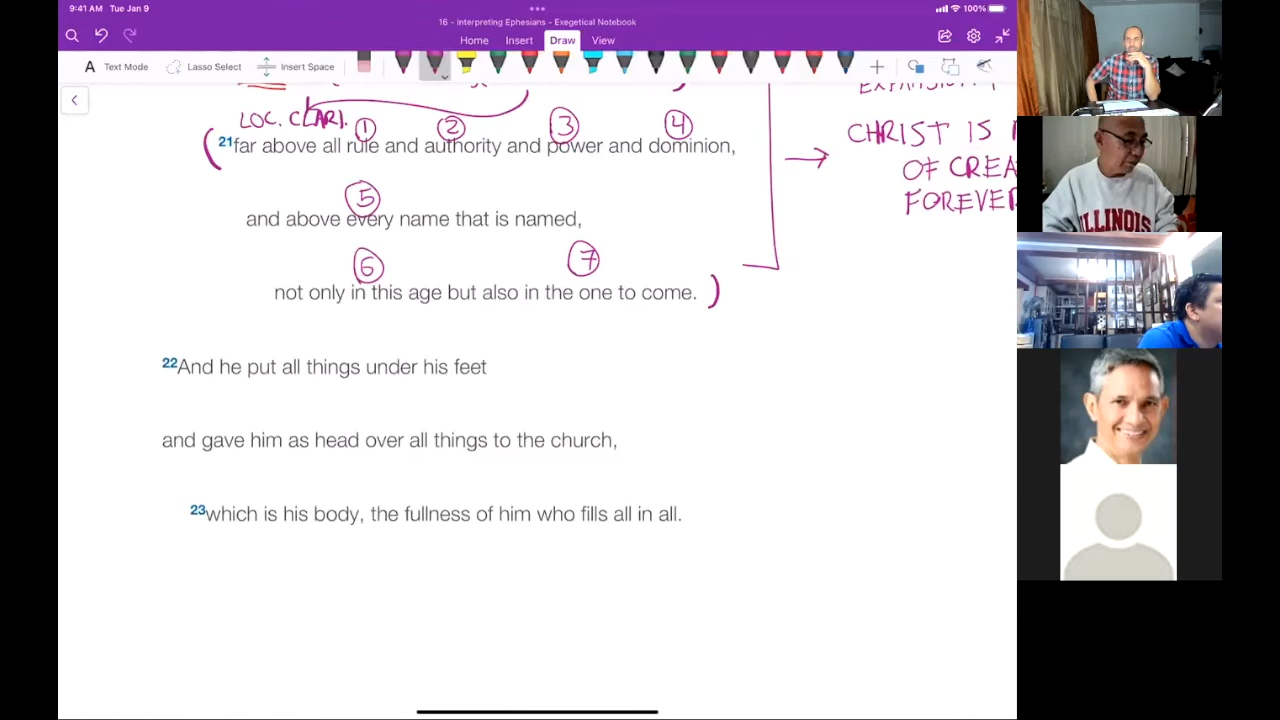 9:41 AM Tue Jan 9
100%
16 - Interpreting Ephesians - Exegetical Notebook
Home Insert Draw View
A Text Mode Lasso Select Insert Space
LOC. CLARI.
1 2 3 4
21far above all rule and authority and power and dominion,
5
and above every name that is named,
6 7
not only in this age but also in the one to come.
22And he put all things under his feet
and gave him as head over all things to the church,
23which is his body, the fullness of him who fills all in all.
CHRIST IS
OF CREA
FOREVER
ILLINOIS